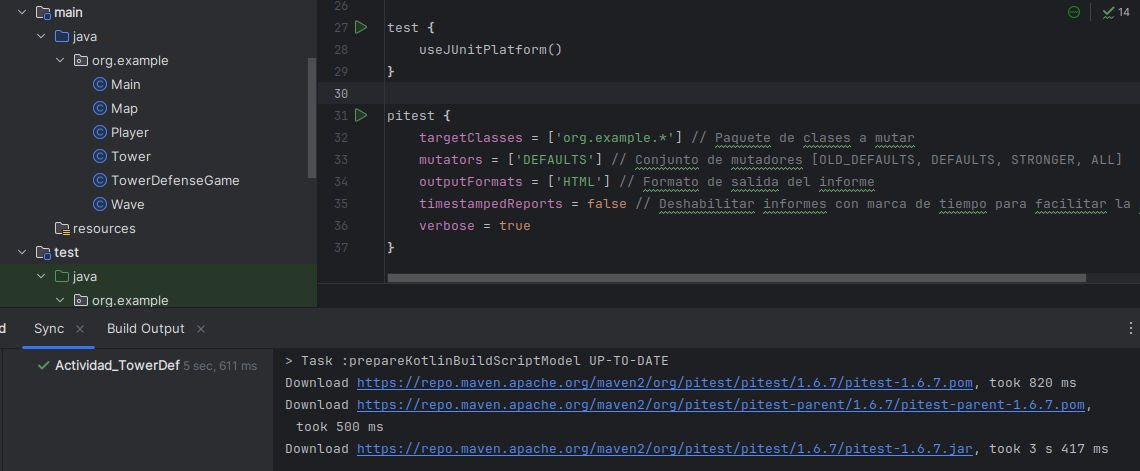 main
java
org.example
Main
Map
Player
Tower
TowerDefenseGame
Wave
resources
test
java
org.example
26
27 test {
28 useJUnitPlatform()
29 }
30
31 pitest {
32 targetClasses = ['org.example.*'] // Paquete de clases a mutar
33 mutators = ['DEFAULTS'] // Conjunto de mutadores [OLD_DEFAULTS, DEFAULTS, STRONGER, ALL]
34 outputFormats = ['HTML'] // Formato de salida del informe
35 timestampedReports = false // Deshabilitar informes con marca de tiempo para facilitar la
36 verbose = true
37 }
14
d Sync Build Output
Actividad_TowerDef 5 sec, 611 ms
> Task :prepareKotlinBuildScriptModel UP-TO-DATE
Download https://repo.maven.apache.org/maven2/org/pitest/pitest/1.6.7/pitest-1.6.7.pom, took 820 ms
Download https://repo.maven.apache.org/maven2/org/pitest/pitest-parent/1.6.7/pitest-parent-1.6.7.pom,
took 500 ms
Download https://repo.maven.apache.org/maven2/org/pitest/pitest/1.6.7/pitest-1.6.7.jar, took 3 s 417 ms